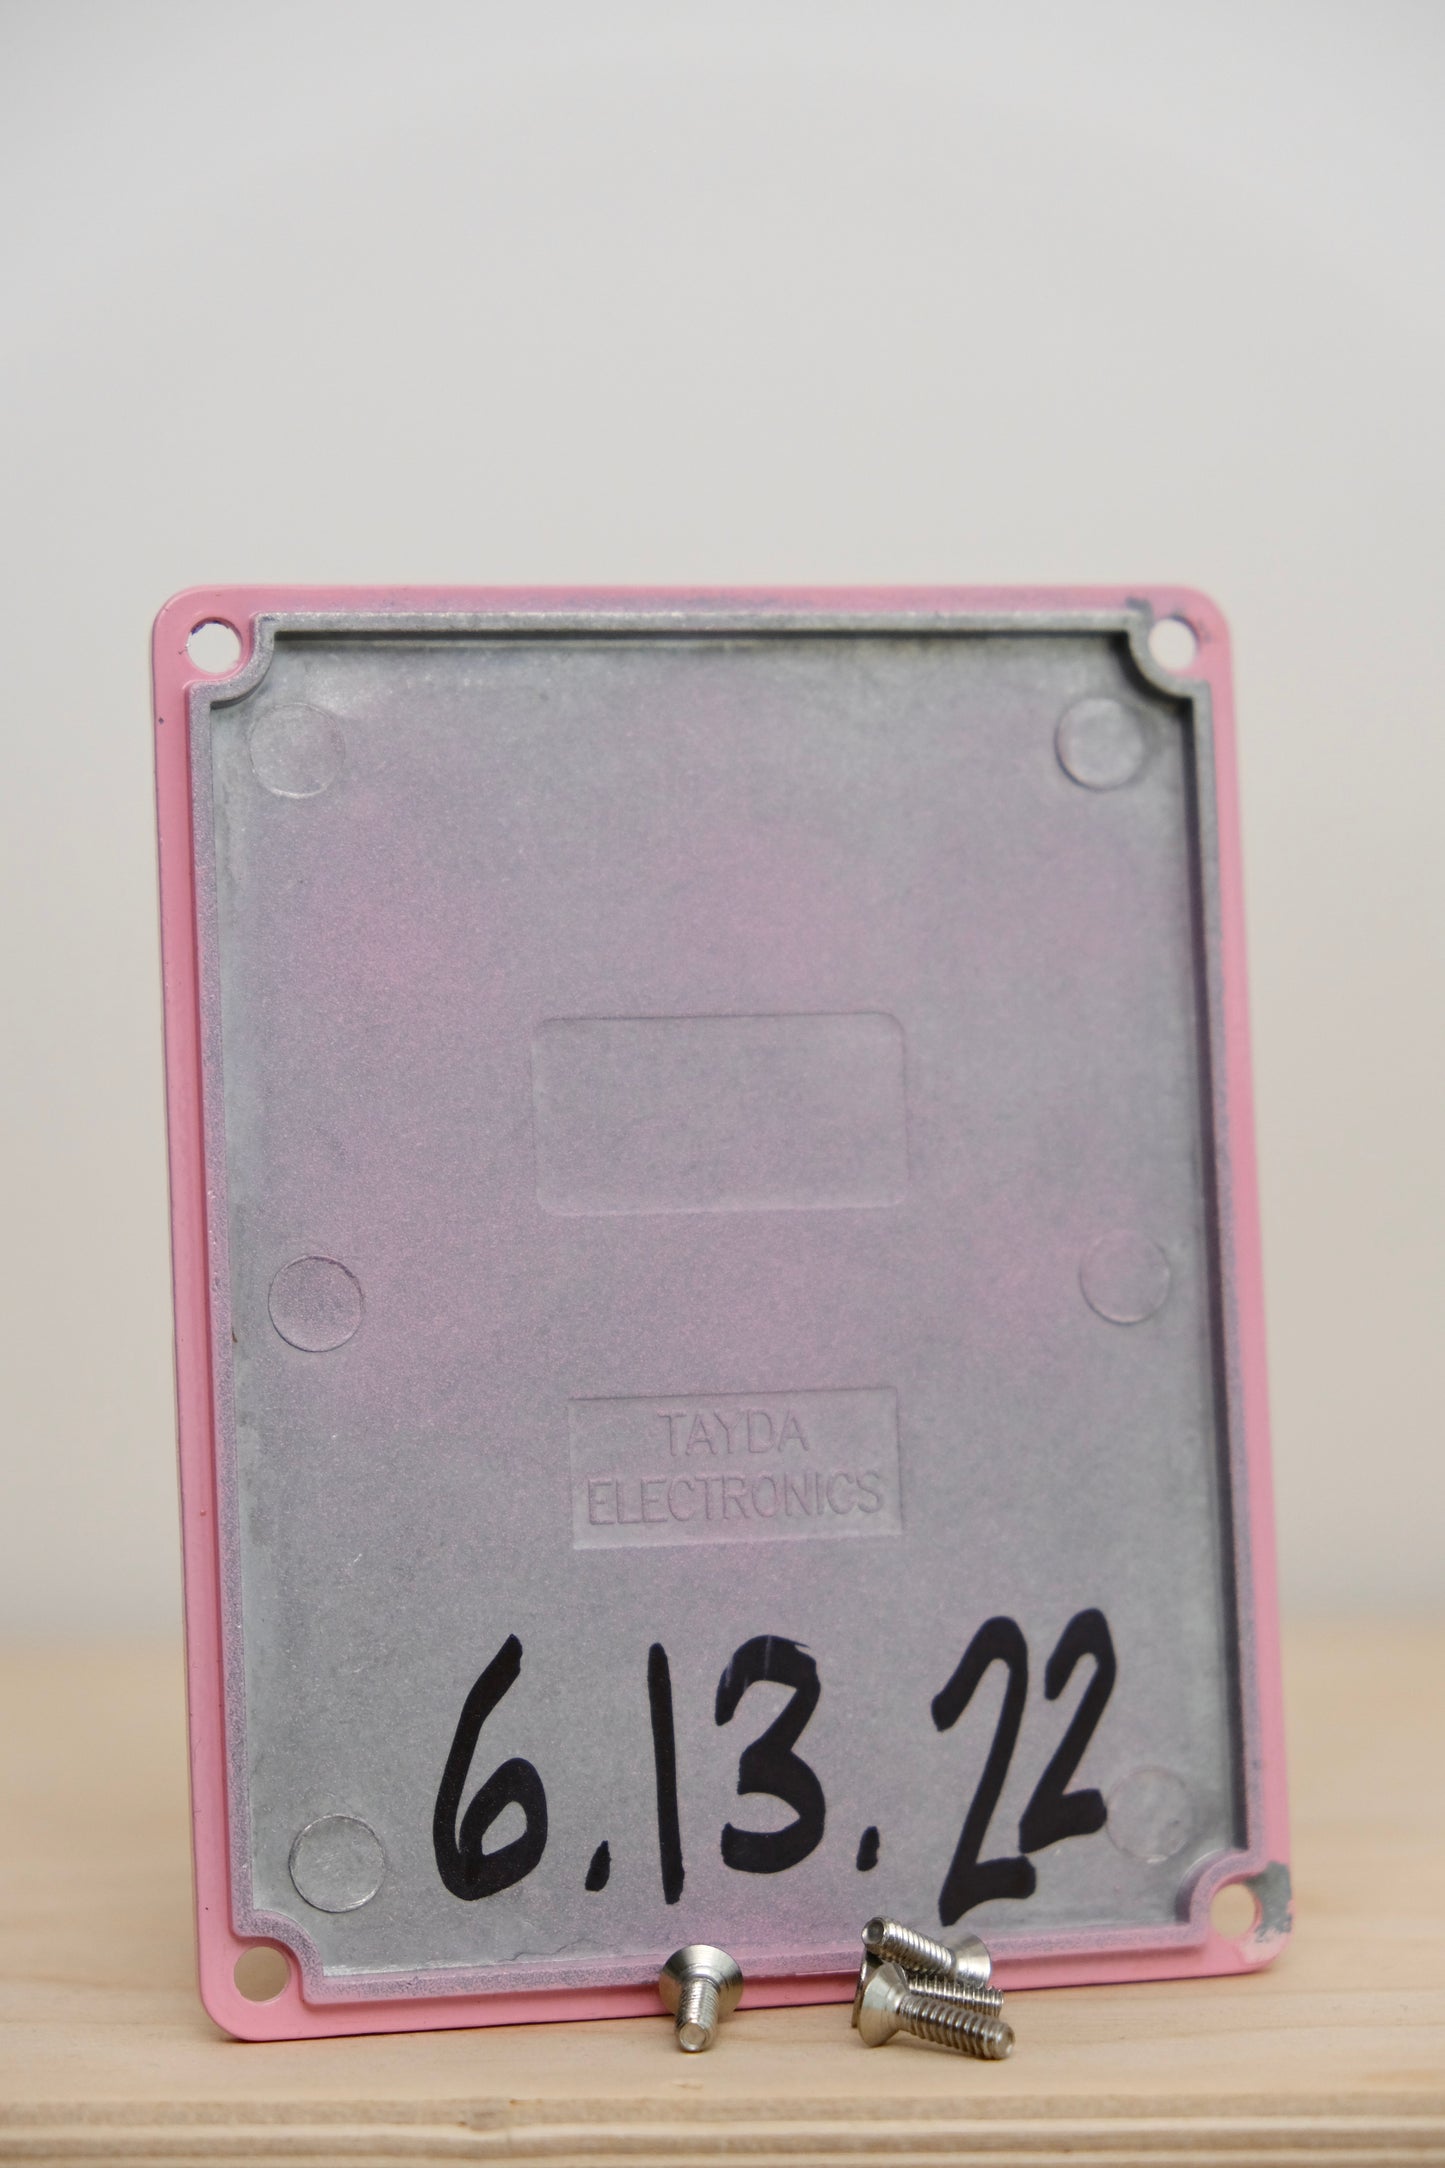 TAYDA
ELECTRONICS
6.13.22